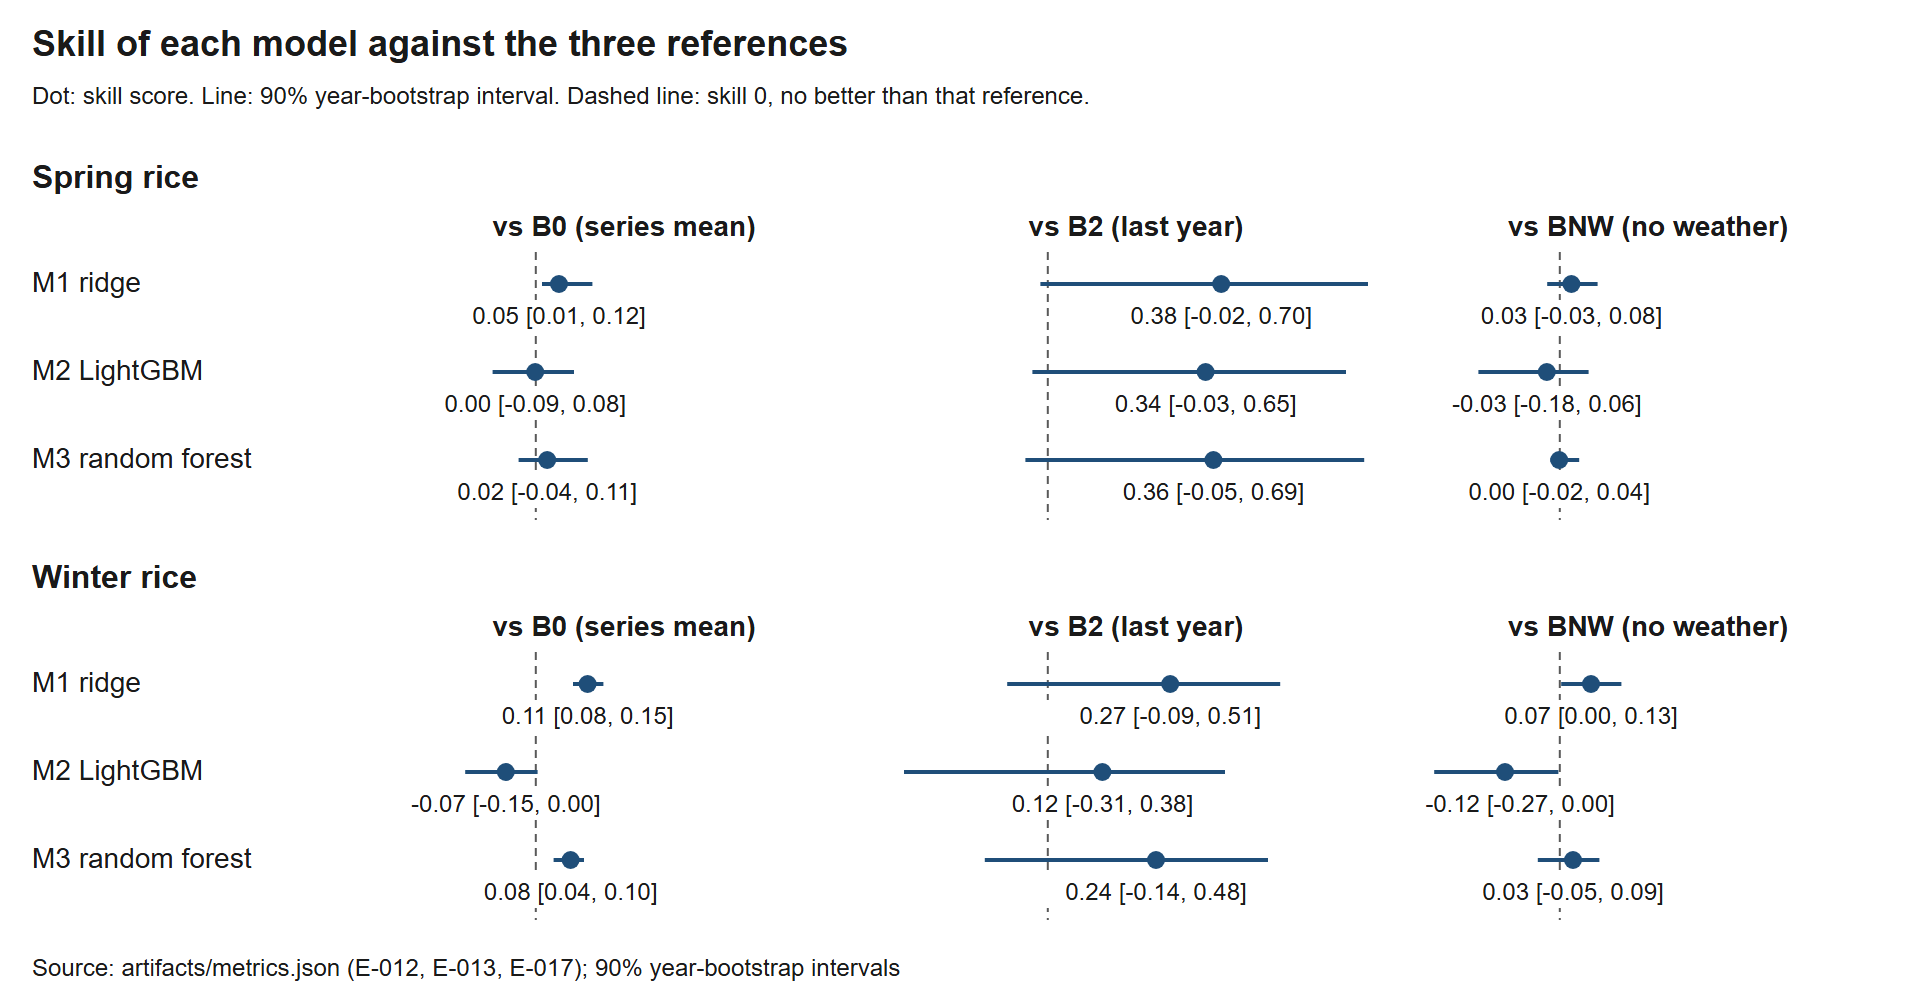 Skill of each model against the three references
Dot: skill score. Line: 90% year-bootstrap interval. Dashed line: skill 0, no better than that reference.
Spring rice
vs B0 (series mean) vs B2 (last year) vs BNW (no weather)
M1 ridge
0.05 [0.01, 0.12] 0.38 [-0.02, 0.70] 0.03 [-0.03, 0.08]
M2 LightGBM
0.00 [-0.09, 0.08] 0.34 [-0.03, 0.65] -0.03 [-0.18, 0.06]
M3 random forest
0.02 [-0.04, 0.11] 0.36 [-0.05, 0.69] 0.00 [-0.02, 0.04]
Winter rice
vs B0 (series mean) vs B2 (last year) vs BNW (no weather)
M1 ridge
0.11 [0.08, 0.15] 0.27 [-0.09, 0.51] 0.07 [0.00, 0.13]
M2 LightGBM
-0.07 [-0.15, 0.00] 0.12 [-0.31, 0.38] -0.12 [-0.27, 0.00]
M3 random forest
0.08 [0.04, 0.10] 0.24 [-0.14, 0.48] 0.03 [-0.05, 0.09]
Source: artifacts/metrics.json (E-012, E-013, E-017); 90% year-bootstrap intervals